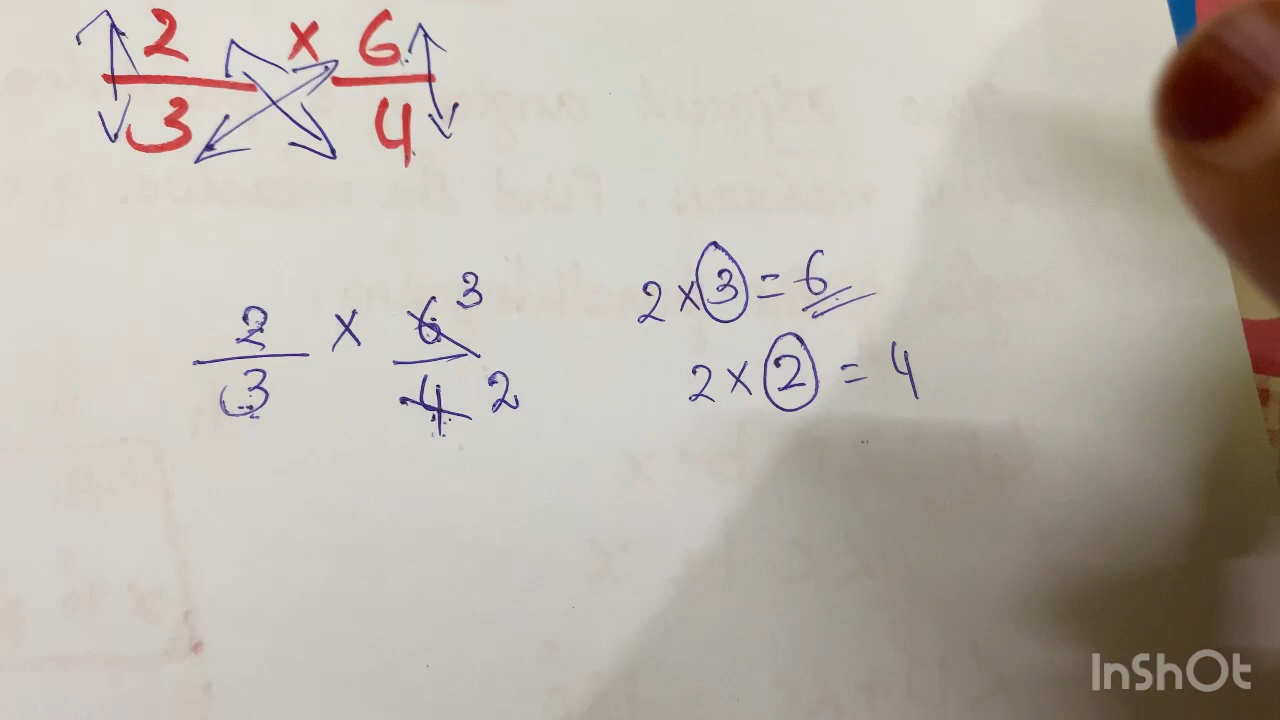 2 × 6
3 4
2 × 6 3
3 4 2
2 × 3 = 6
2 × 2 = 4
InShOt